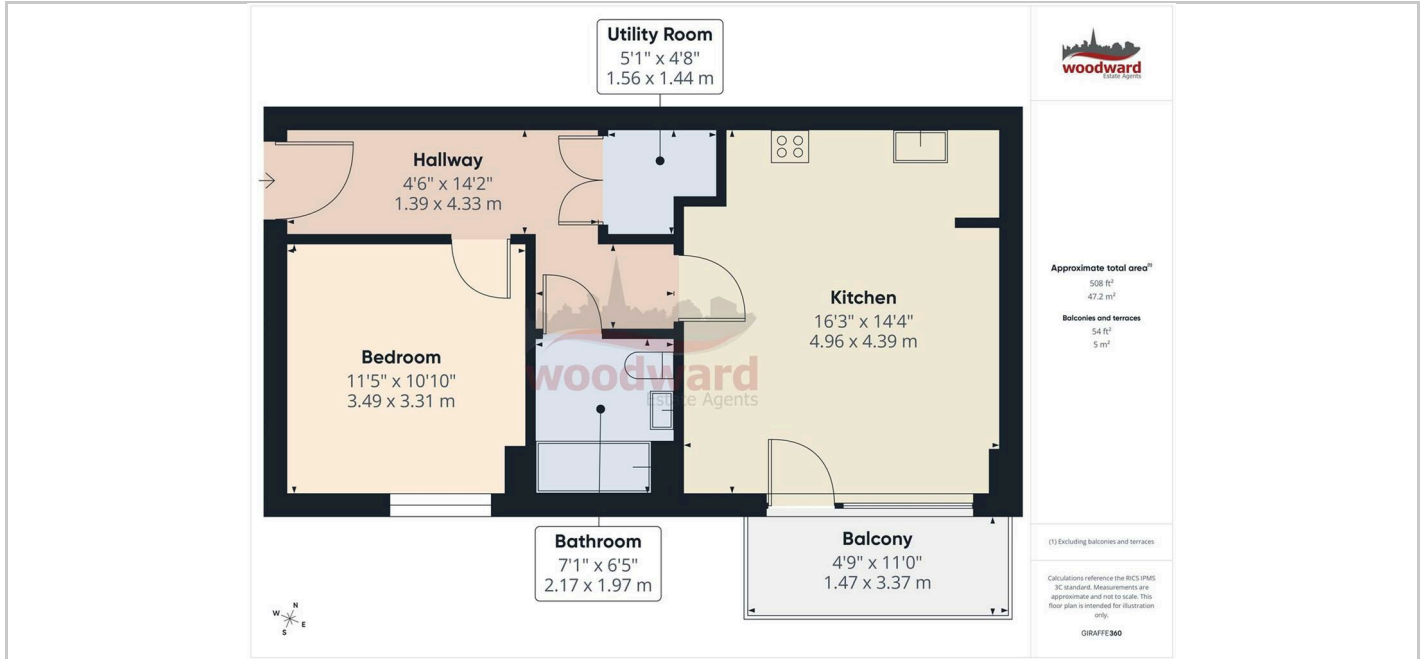 Utility Room
5'1" x 4'8"
1.56 x 1.44 m
Hallway
4'6" x 14'2"
1.39 x 4.33 m
Bedroom
11'5" x 10'10"
3.49 x 3.31 m
Kitchen
16'3" x 14'4"
4.96 x 4.39 m
woodward
Estate Agents
Bathroom
7'1" x 6'5"
2.17 x 1.97 m
Balcony
4'9" x 11'0"
1.47 x 3.37 m
N
W
E
S
woodward
Estate Agents
Approximate total area⁽¹⁾
508 ft²
47.2 m²
Balconies and terraces
54 ft²
5 m²
(1) Excluding balconies and terraces
Calculations reference the RICS IPMS
3C standard. Measurements are
approximate and not to scale. This
floor plan is intended for illustration
only.
GIRAFFE360